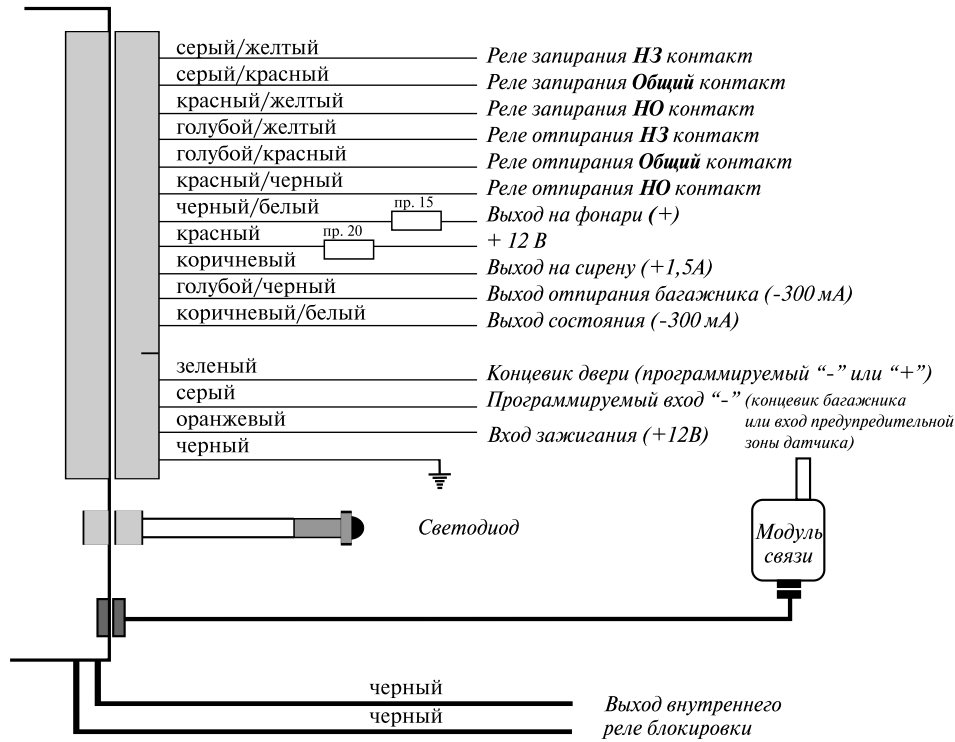 серый/желтый Реле запирания НЗ контакт
серый/красный Реле запирания Общий контакт
красный/желтый Реле запирания НО контакт
голубой/желтый Реле отпирания НЗ контакт
голубой/красный Реле отпирания Общий контакт
красный/черный Реле отпирания НО контакт
черный/белый пр. 15 Выход на фонари (+)
красный пр. 20 + 12 В
коричневый Выход на сирену (+1,5А)
голубой/черный Выход отпирания багажника (-300 мА)
коричневый/белый Выход состояния (-300 мА)
зеленый Концевик двери (программируемый “-” или “+”)
серый Программируемый вход “-” (концевик багажника
или вход предупредительной
зоны датчика)
оранжевый Вход зажигания (+12В)
черный
Светодиод
Модуль
связи
черный
черный
Выход внутреннего
реле блокировки